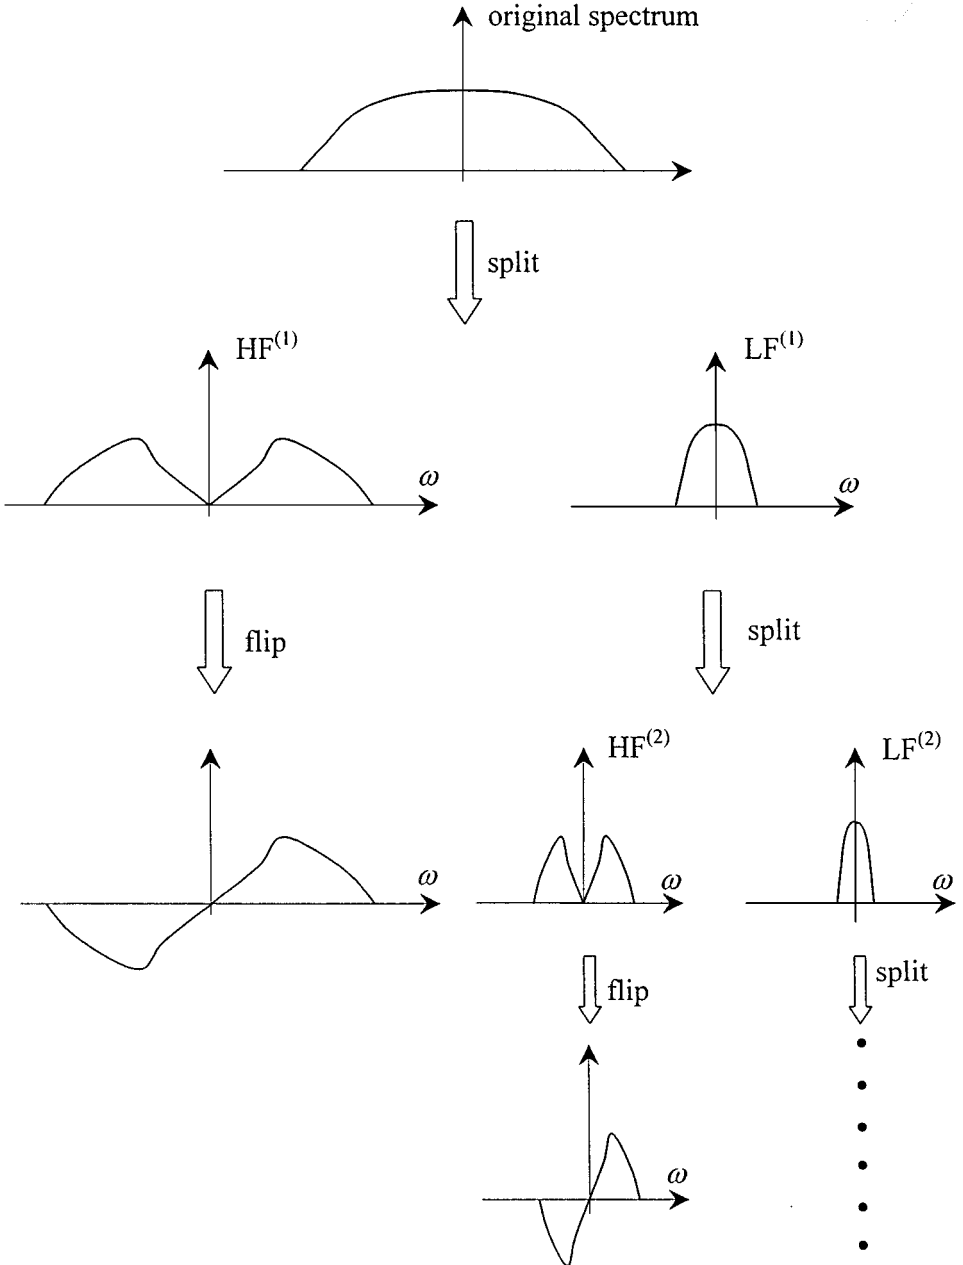 original spectrum
split
HF(1)
LF(1)
ω
ω
flip
split
HF(2)
LF(2)
ω
ω
ω
flip
split
ω